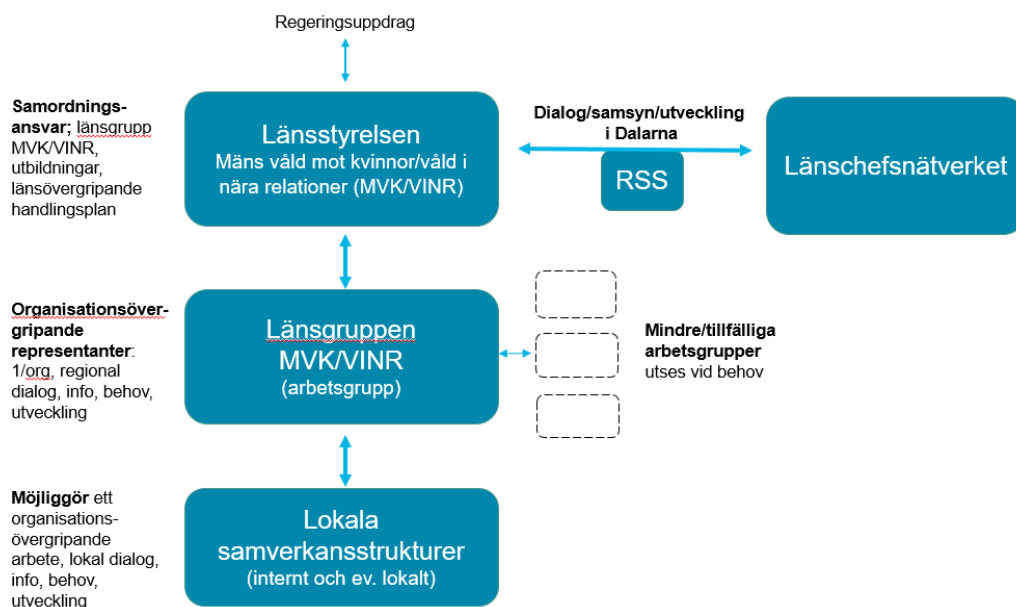 Regeringsuppdrag
Samordnings-
ansvar; länsgrupp
MVK/VINR,
utbildningar,
länsövergripande
handlingsplan
Länsstyrelsen
Mäns våld mot kvinnor/våld i
nära relationer (MVK/VINR)
Dialog/samsyn/utveckling
i Dalarna
RSS
Länschefsnätverket
Organisationsöver-
gripande
representanter:
1/org, regional
dialog, info, behov,
utveckling
Länsgruppen
MVK/VINR
(arbetsgrupp)
Mindre/tillfälliga
arbetsgrupper
utses vid behov
Möjliggör ett
organisations-
övergripande
arbete, lokal dialog,
info, behov,
utveckling
Lokala
samverkansstrukturer
(internt och ev. lokalt)